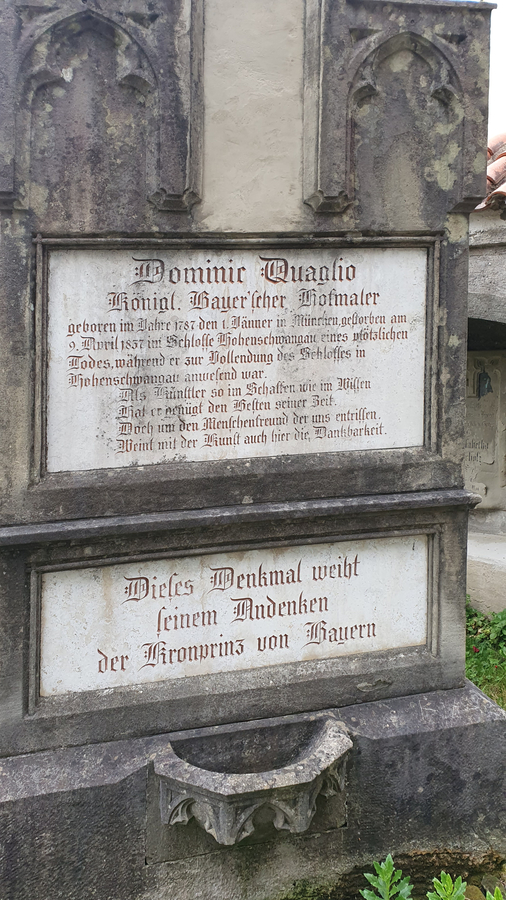 Dominic Quaglio
Königl. Bayer'scher Hofmaler
geboren im Jahre 1787 den 1. Jänner in München, gestorben am
9. April 1837 im Schlosse Hohenschwangau eines plötzlichen
Todes, während er zur Vollendung des Schlosses in
Hohenschwangau anwesend war.
Als Künstler so im Schaffen wie im Wissen
Hat er genügt den Besten seiner Zeit.
Doch um den Menschenfreund der uns entrissen,
Weint mit der Kunst auch hier die Dankbarkeit.
Dieses Denkmal weiht
seinem Andenken
der Kronprinz von Bayern